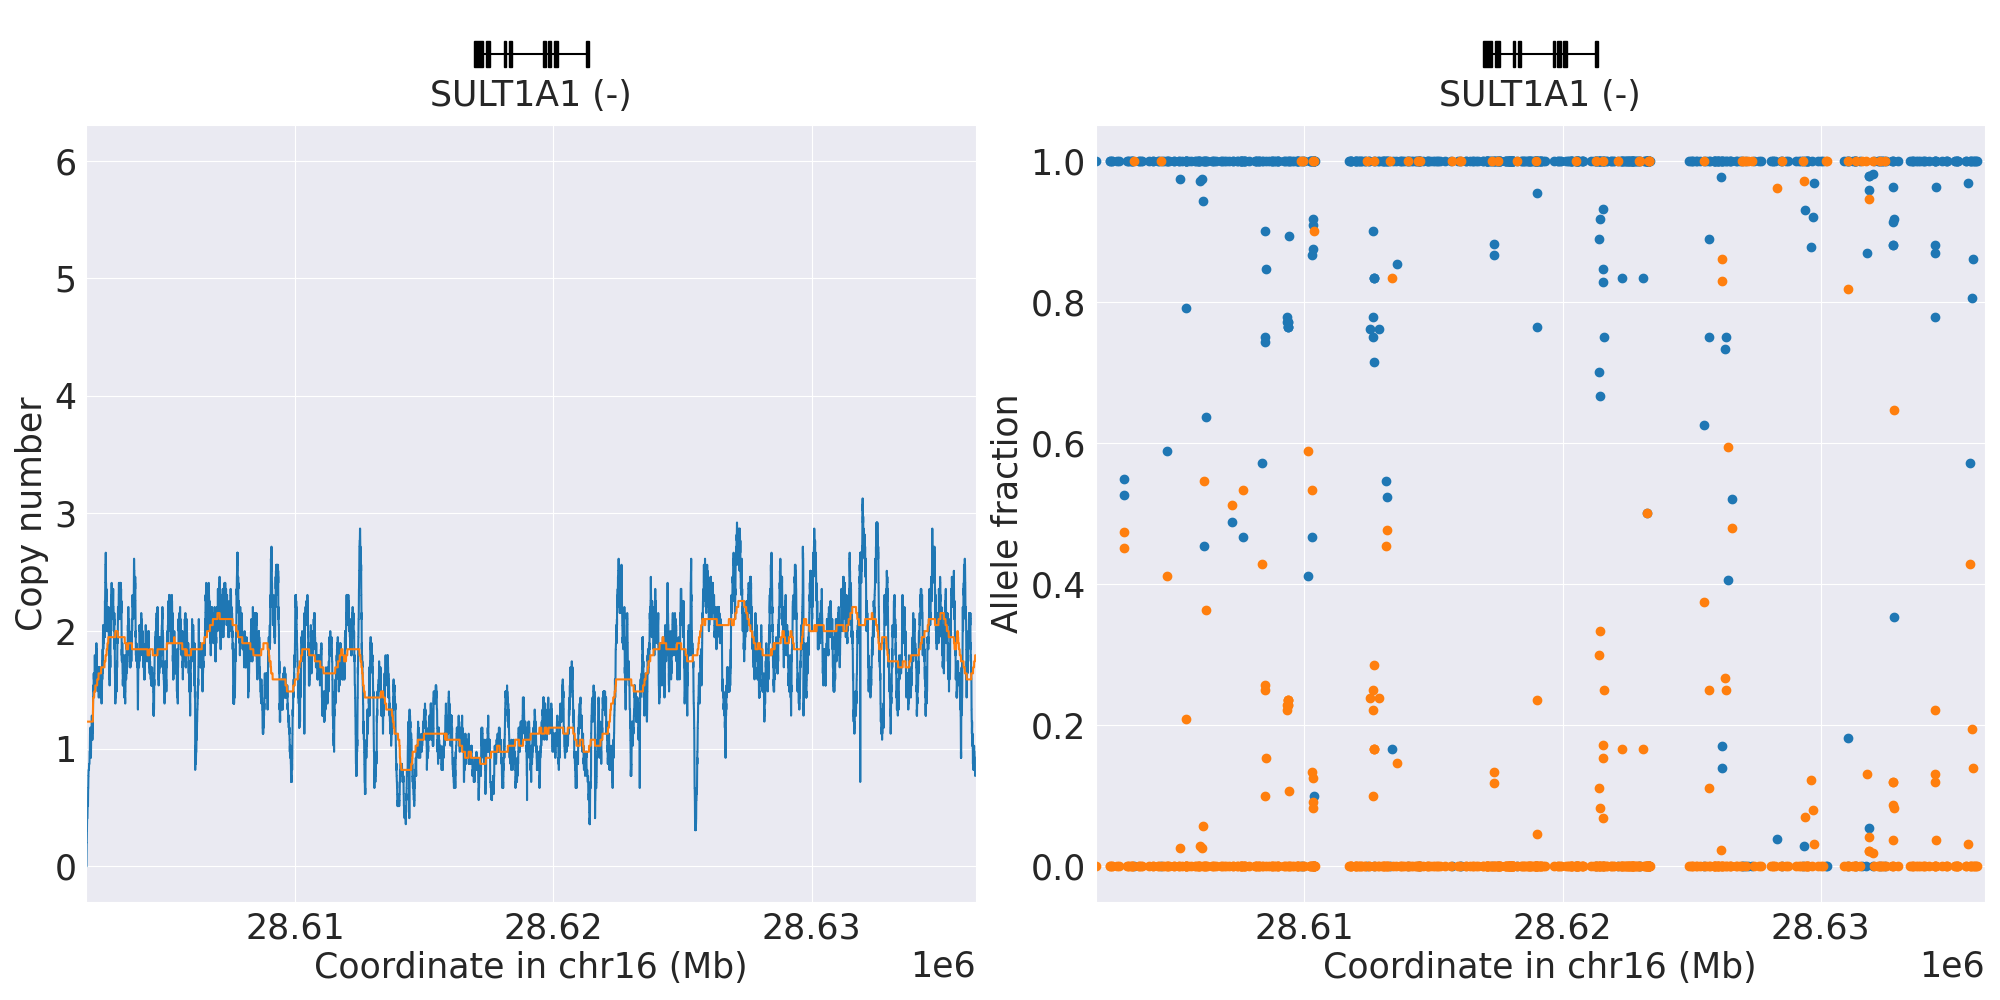 SULT1A1 (-)
SULT1A1 (-)
Copy number
6
5
4
3
2
1
0
28.61
28.62
28.63
Coordinate in chr16 (Mb)
1e6
Allele fraction
1.0
0.8
0.6
0.4
0.2
0.0
28.61
28.62
28.63
Coordinate in chr16 (Mb)
1e6